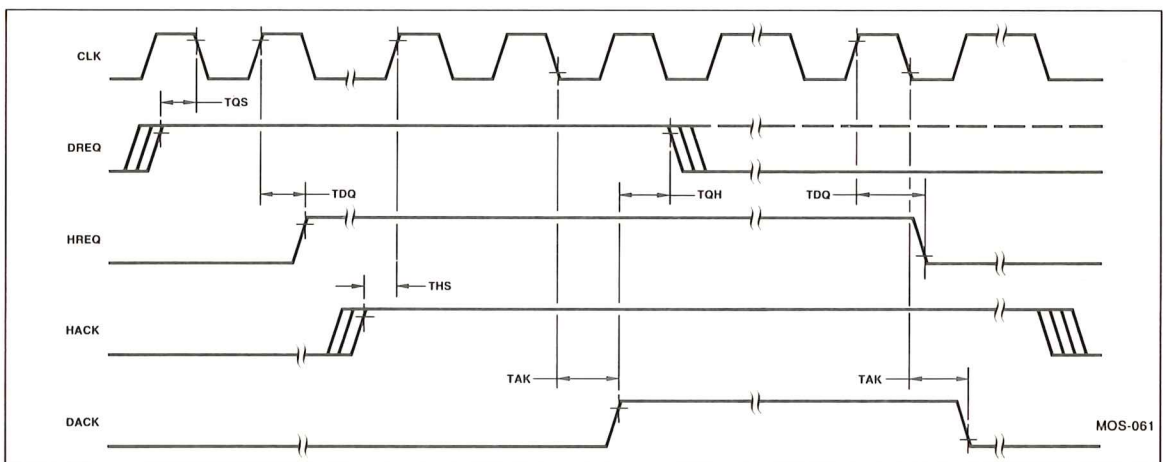 CLK
TQS
DREQ
TDQ
TQH
TDQ
HREQ
THS
HACK
TAK
TAK
DACK
MOS-061